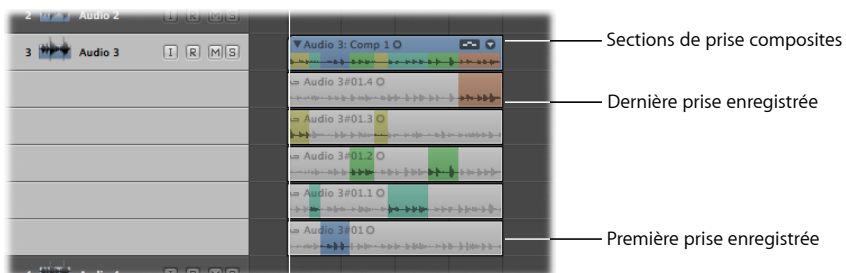 2 Audio 2 I R M S
3 Audio 3 I R M S
Audio 3: Comp 1
Sections de prise composites
Audio 3#01.4
Dernière prise enregistrée
Audio 3#01.3
Audio 3#01.2
Audio 3#01.1
Audio 3#01
Première prise enregistrée